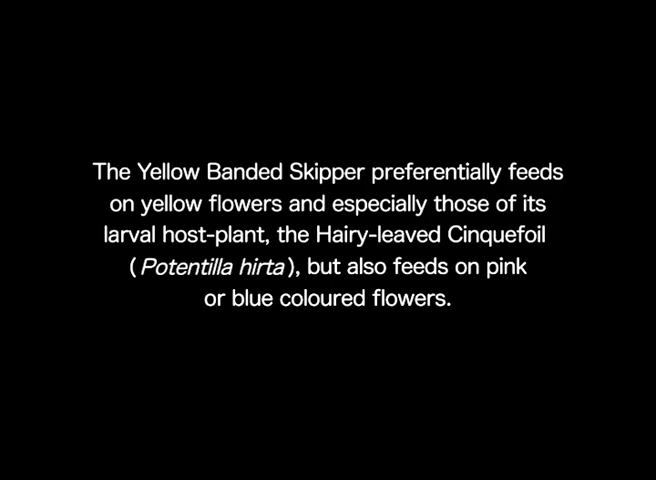 The Yellow Banded Skipper preferentially feeds
on yellow flowers and especially those of its
larval host-plant, the Hairy-leaved Cinquefoil
(Potentilla hirta), but also feeds on pink
or blue coloured flowers.